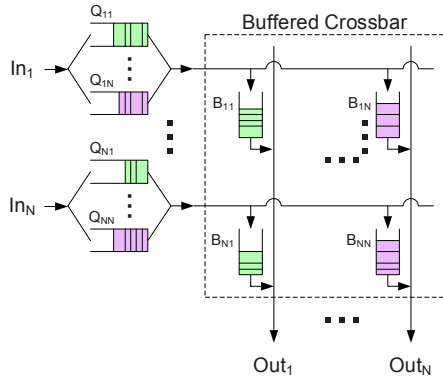 Q11
Buffered Crossbar
In1
Q1N
B11
B1N
QN1
InN
QNN
BN1
BNN
Out1
OutN